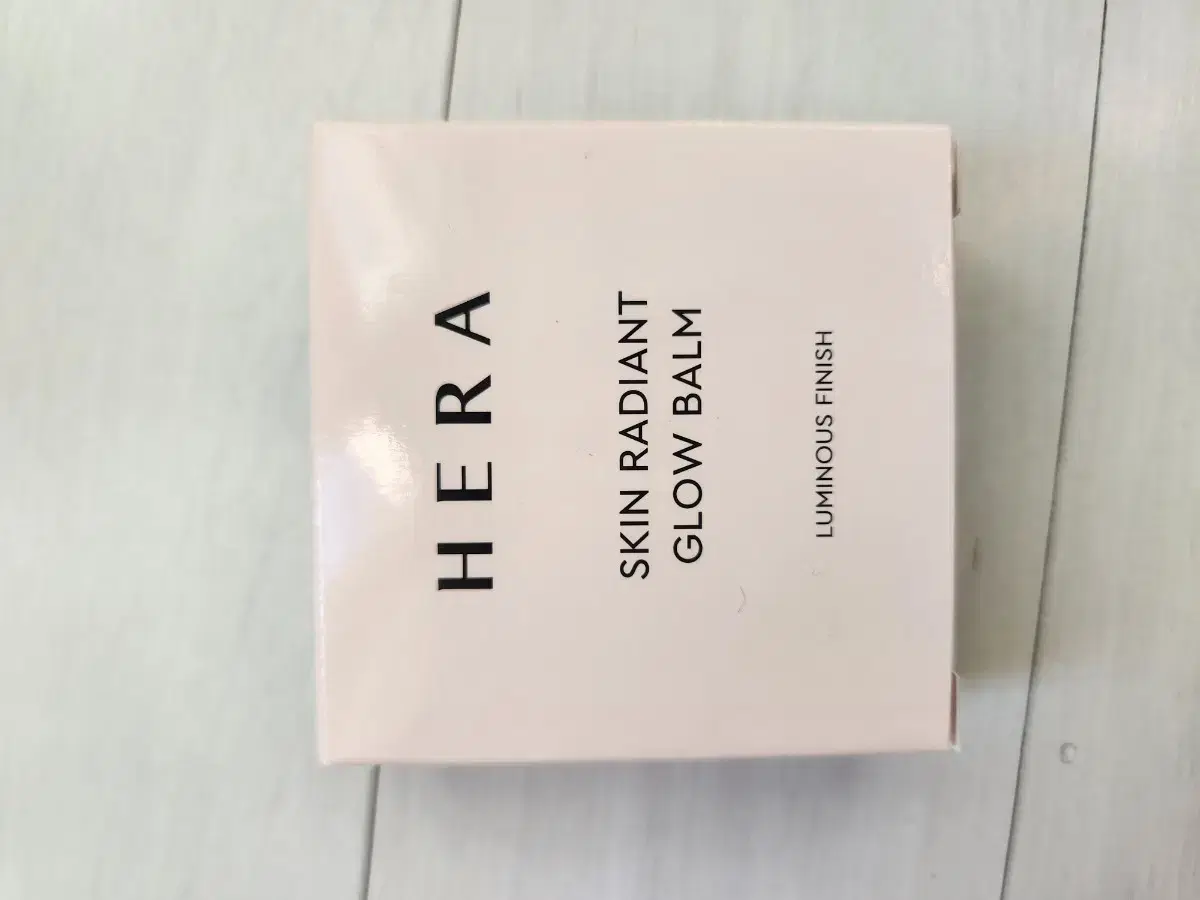 HERA
SKIN RADIANT
GLOW BALM
LUMINOUS FINISH